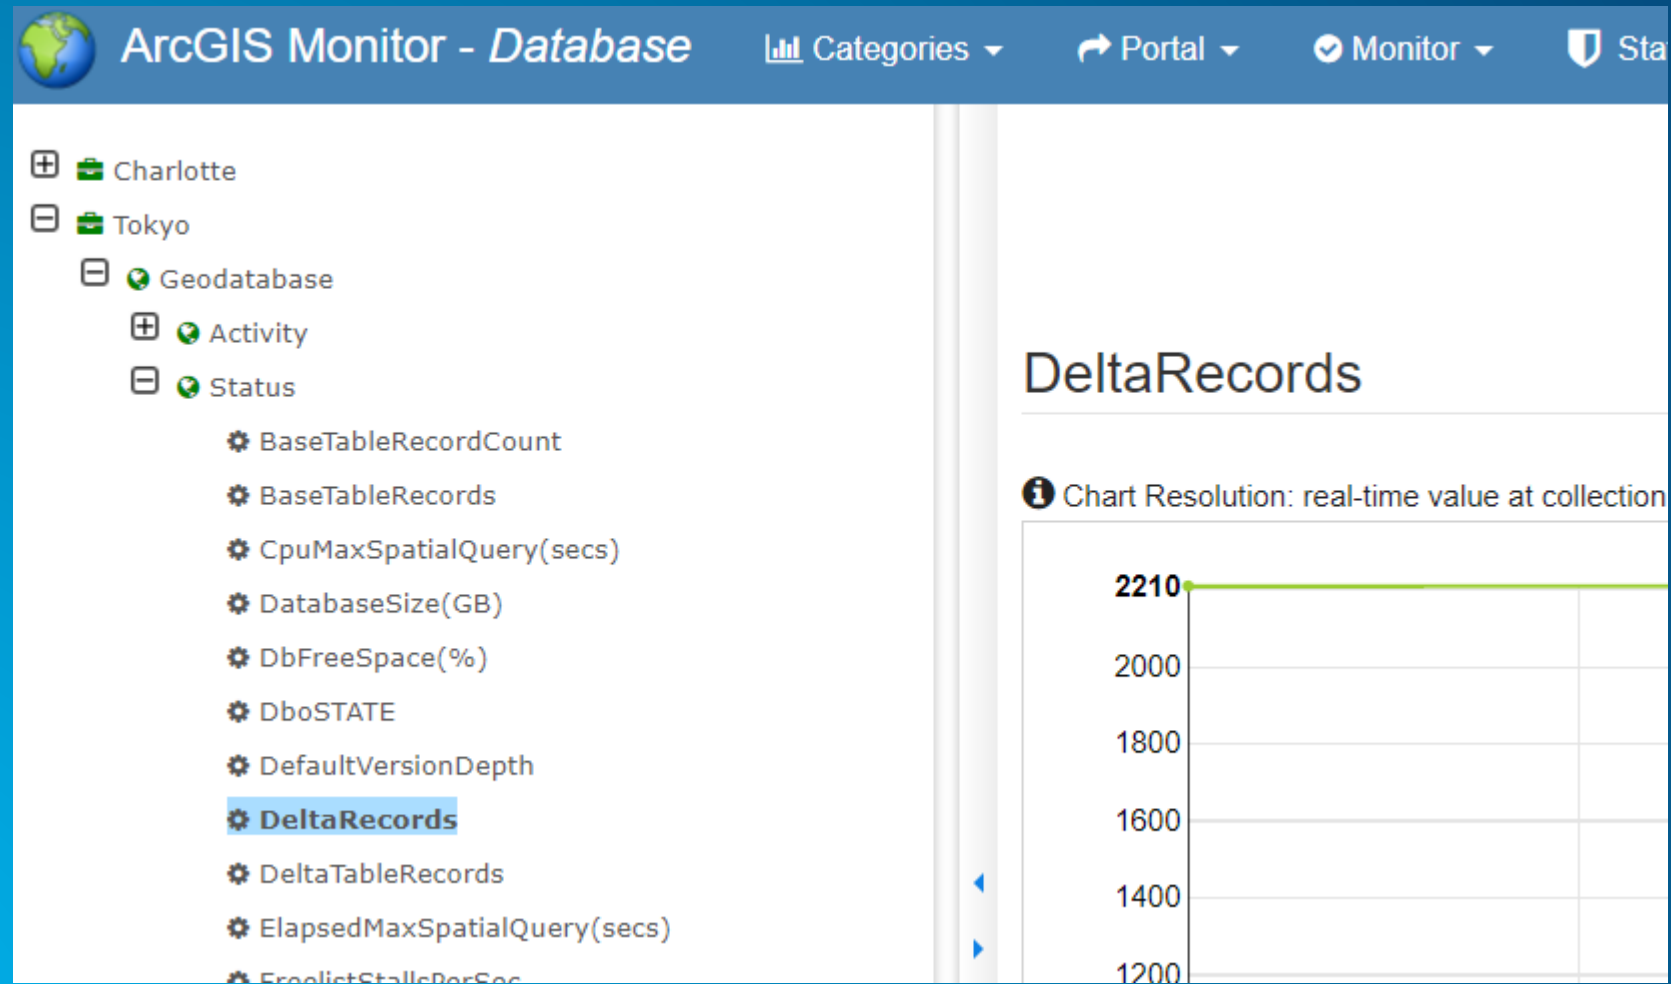 ArcGIS Monitor - Database Categories Portal Monitor Sta
Charlotte
Tokyo
Geodatabase
Activity
Status
BaseTableRecordCount
BaseTableRecords
CpuMaxSpatialQuery(secs)
DatabaseSize(GB)
DbFreeSpace(%)
DboSTATE
DefaultVersionDepth
DeltaRecords
DeltaTableRecords
ElapsedMaxSpatialQuery(secs)
FreelistStallsPerSec
DeltaRecords
Chart Resolution: real-time value at collection
2210
2000
1800
1600
1400
1200